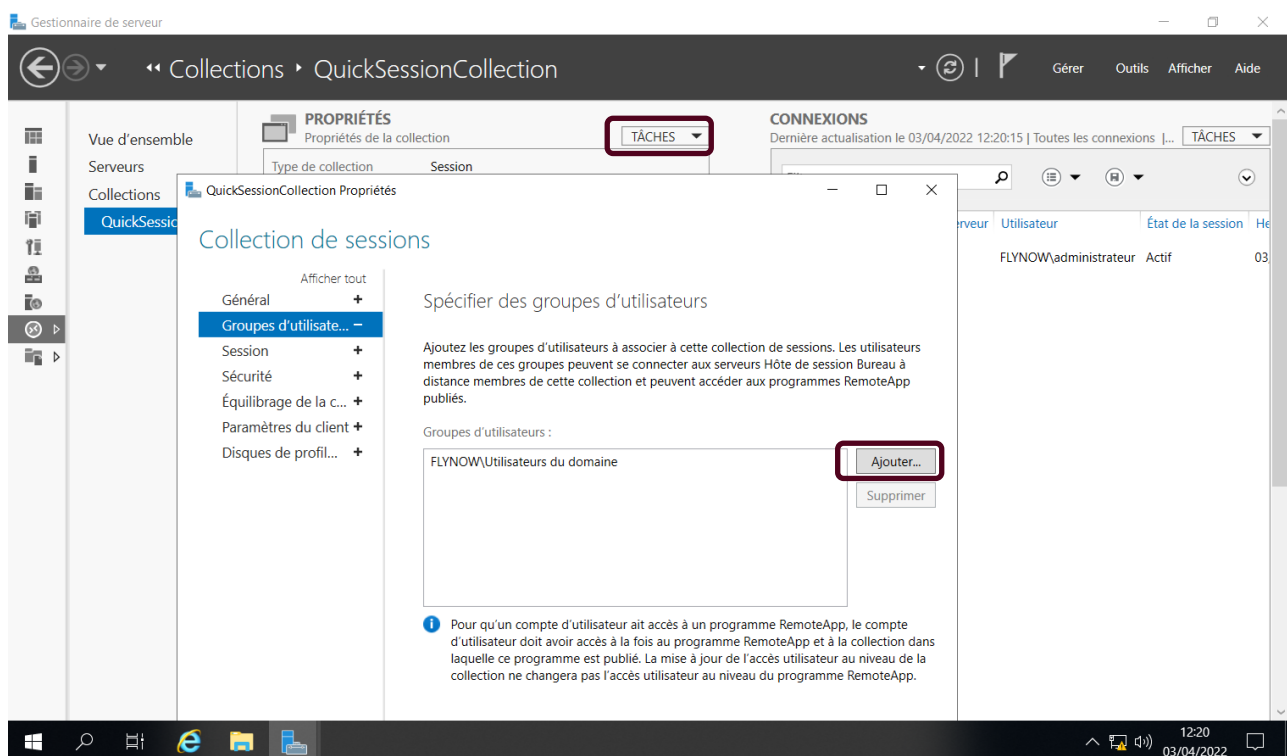 Gestionnaire de serveur
Collections QuickSessionCollection
Gérer Outils Afficher Aide
Vue d'ensemble
Serveurs
Collections
QuickSessic
PROPRIÉTÉS
Propriétés de la collection
TÂCHES
Type de collection Session
CONNEXIONS
Dernière actualisation le 03/04/2022 12:20:15 | Toutes les connexions |...
TÂCHES
erveur Utilisateur État de la session He
FLYNOW\administrateur Actif 03,
QuickSessionCollection Propriétés
Collection de sessions
Afficher tout
Général +
Groupes d'utilisate... −
Session +
Sécurité +
Équilibrage de la c... +
Paramètres du client +
Disques de profil... +
Spécifier des groupes d'utilisateurs
Ajoutez les groupes d'utilisateurs à associer à cette collection de sessions. Les utilisateurs
membres de ces groupes peuvent se connecter aux serveurs Hôte de session Bureau à
distance membres de cette collection et peuvent accéder aux programmes RemoteApp
publiés.
Groupes d'utilisateurs :
FLYNOW\Utilisateurs du domaine
Ajouter...
Supprimer
Pour qu'un compte d'utilisateur ait accès à un programme RemoteApp, le compte
d'utilisateur doit avoir accès à la fois au programme RemoteApp et à la collection dans
laquelle ce programme est publié. La mise à jour de l'accès utilisateur au niveau de la
collection ne changera pas l'accès utilisateur au niveau du programme RemoteApp.
12:20
03/04/2022